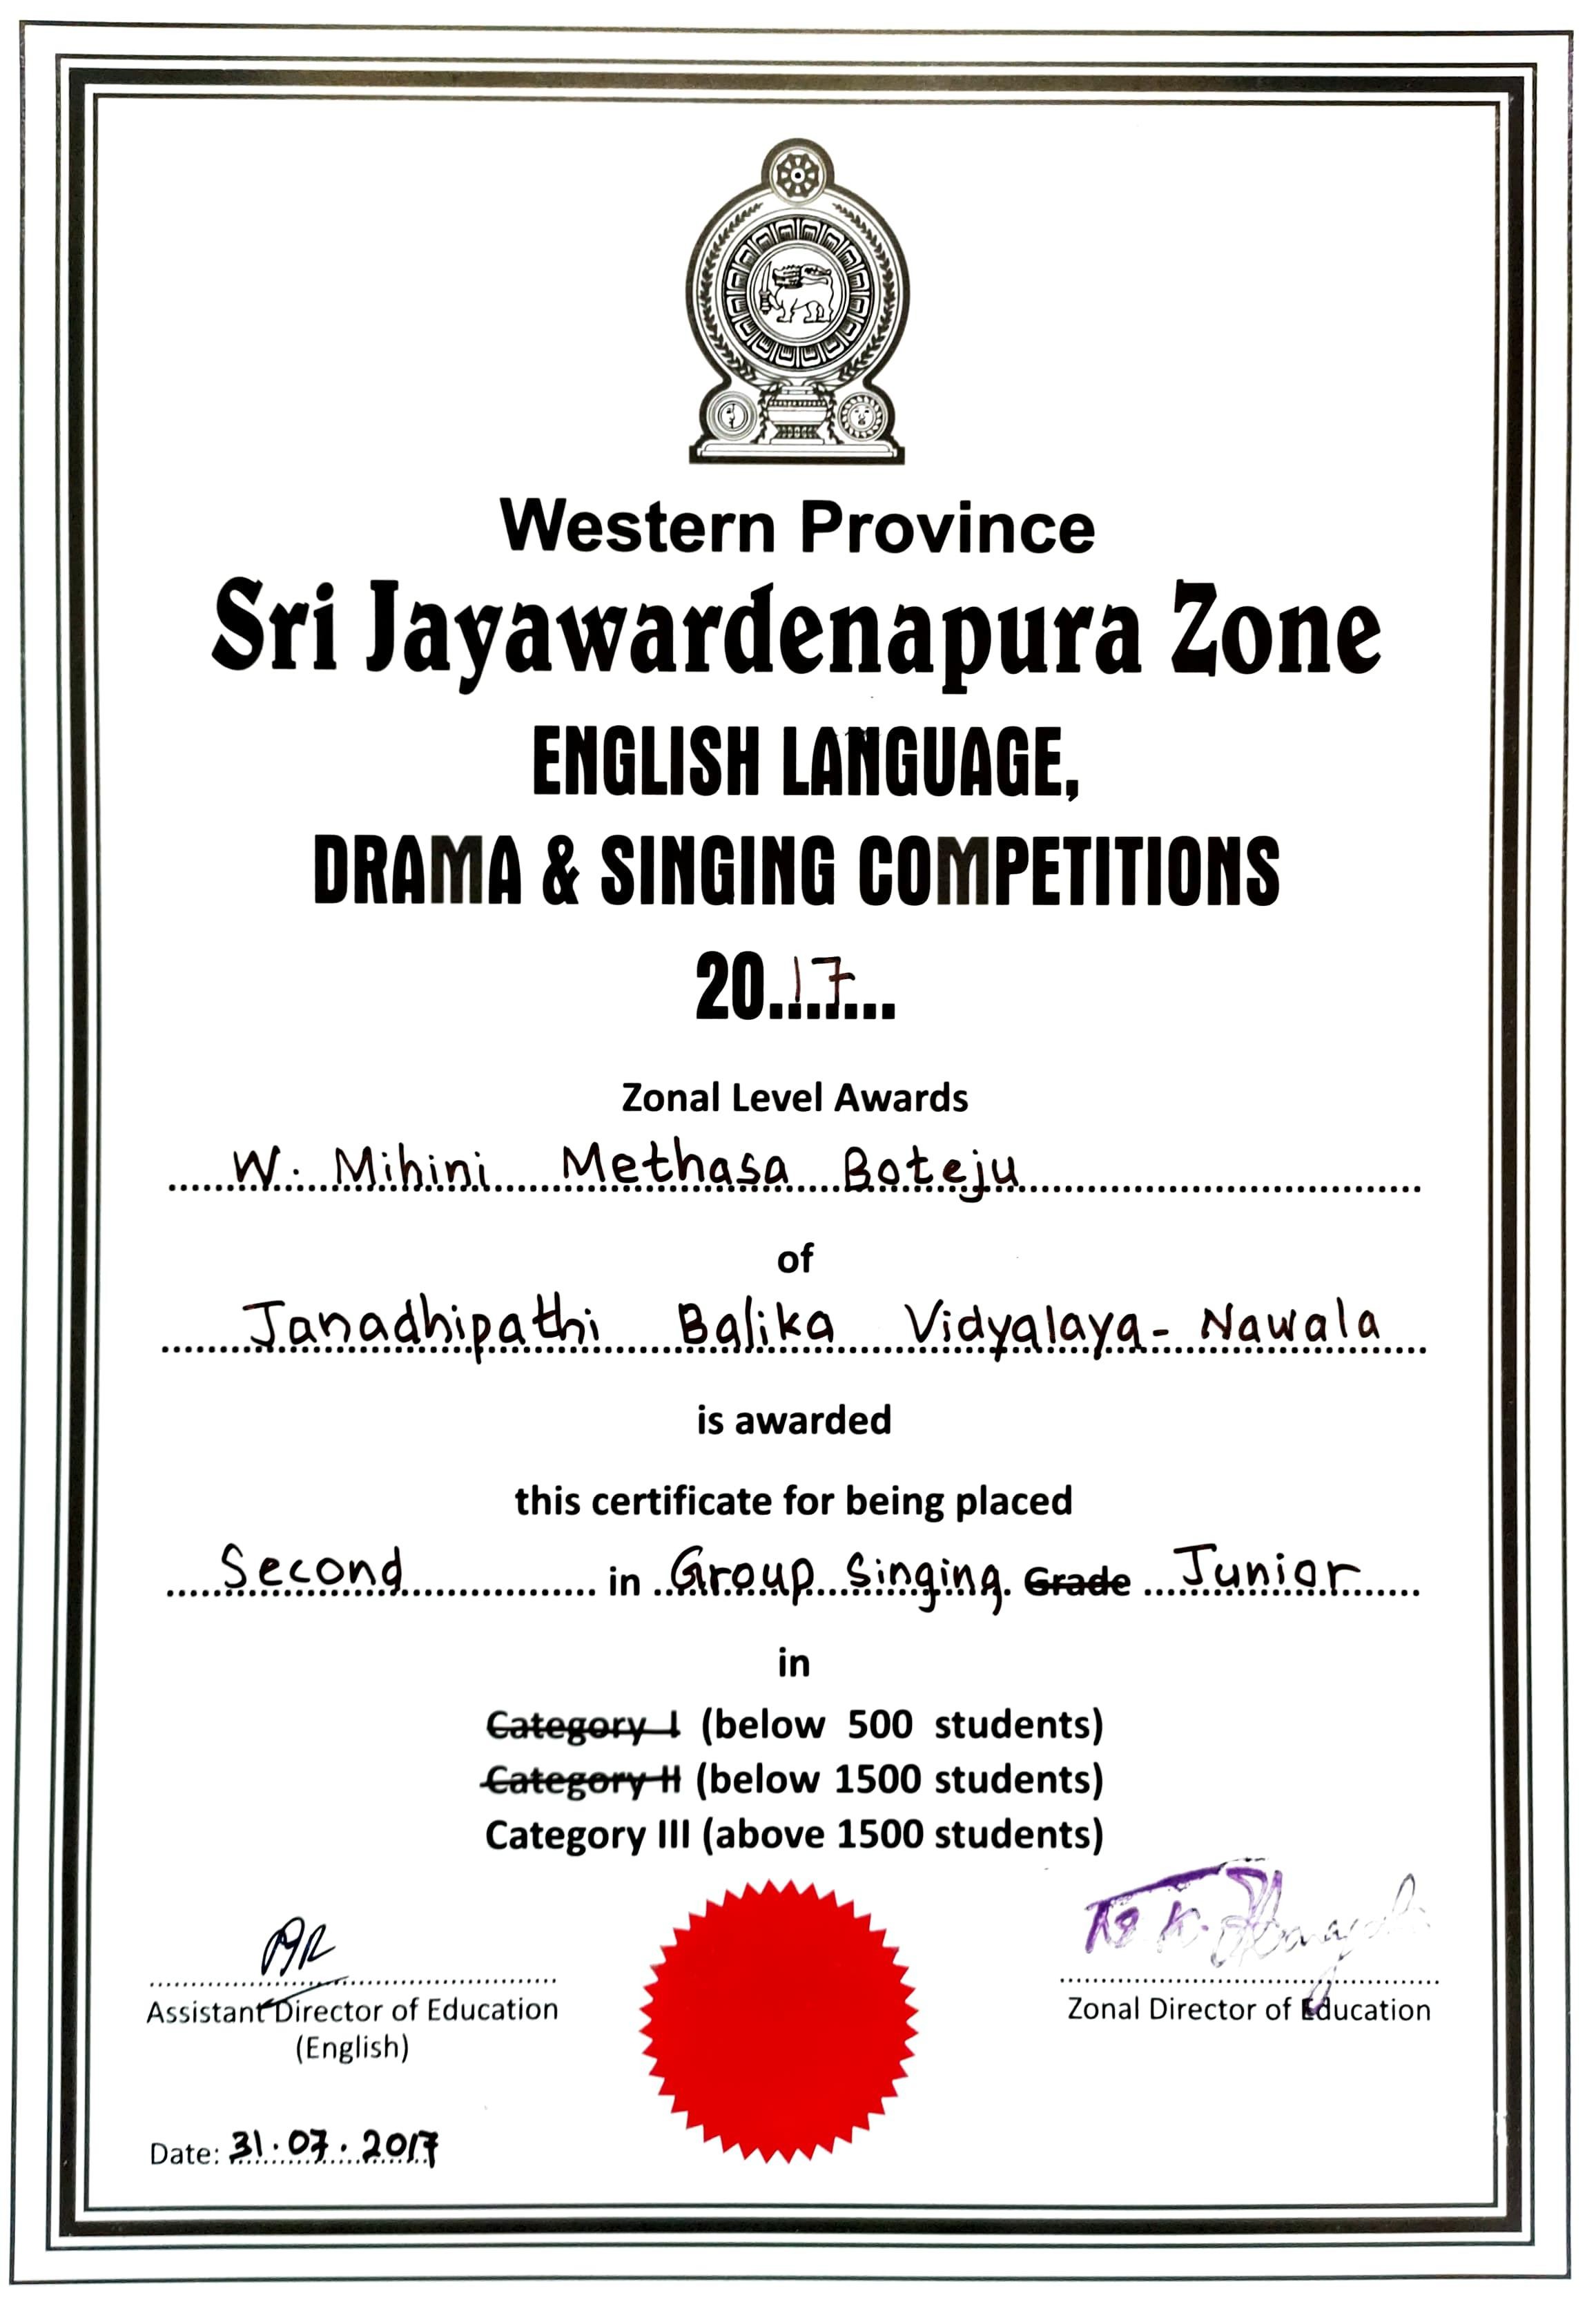 Western Province
Sri Jayawardenapura Zone
ENGLISH LANGUAGE,
DRAMA & SINGING COMPETITIONS
20....17....
Zonal Level Awards
W. Mihini Methasa Boteju
of
Janadhipathi Balika Vidyalaya - Nawala
is awarded
this certificate for being placed
Second in Group Singing Grade Junior
in
Category I (below 500 students)
Category II (below 1500 students)
Category III (above 1500 students)
Assistant Director of Education Zonal Director of Education
(English)
Date: 31.07.2017